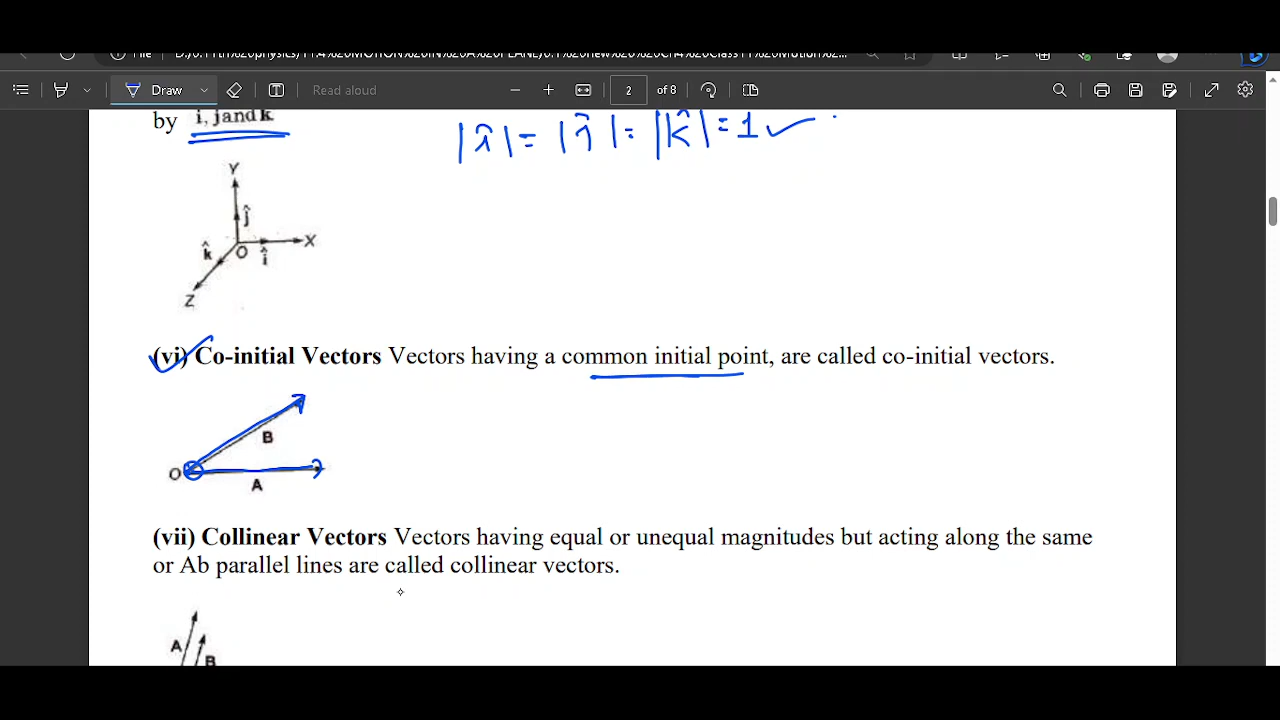 Draw
Read aloud
2 of 8
by i, jand k
|î| = |ĵ| = |k̂| = 1
Y
ĵ
k̂ O î X
Z
(vi) Co-initial Vectors Vectors having a common initial point, are called co-initial vectors.
B
O
A
(vii) Collinear Vectors Vectors having equal or unequal magnitudes but acting along the same
or Ab parallel lines are called collinear vectors.
A
B